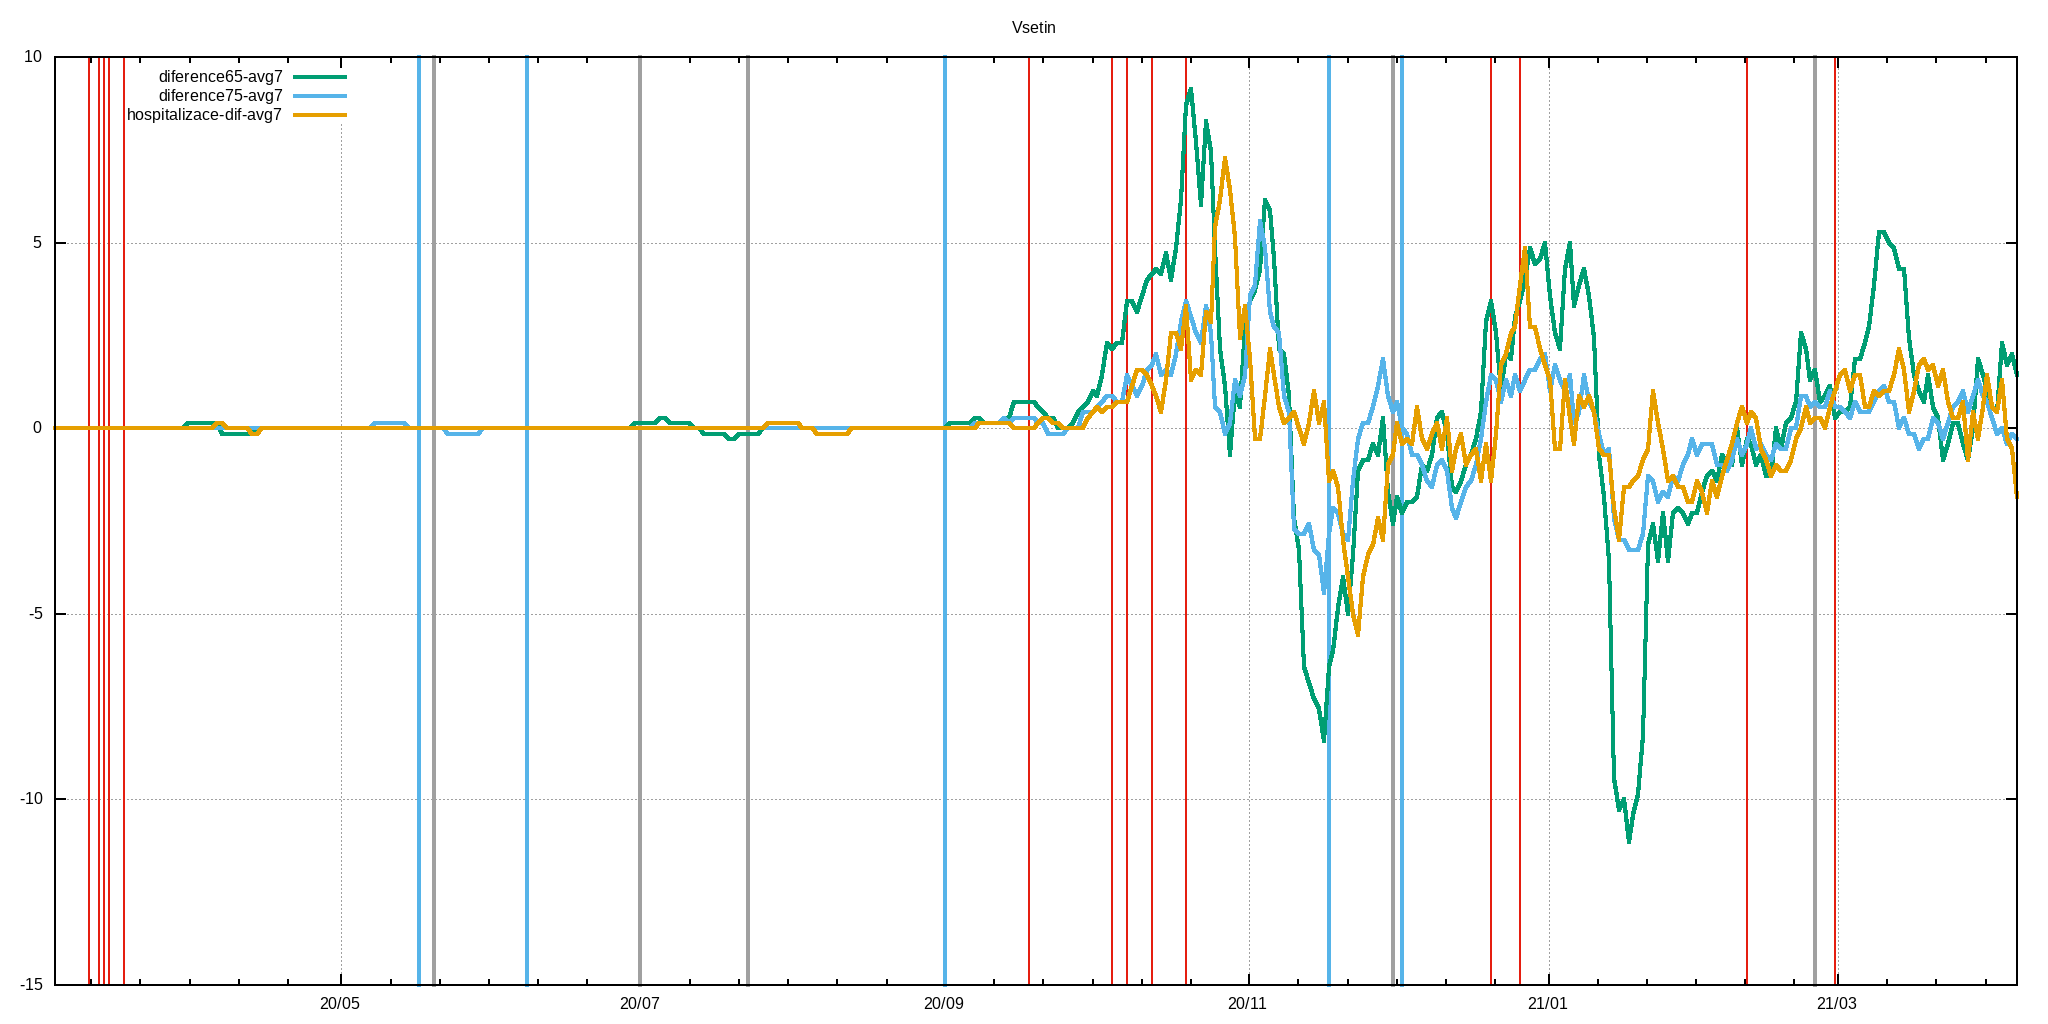 Vsetin
diference65-avg7
diference75-avg7
hospitalizace-dif-avg7
10
5
0
-5
-10
-15
20/05 20/07 20/09 20/11 21/01 21/03